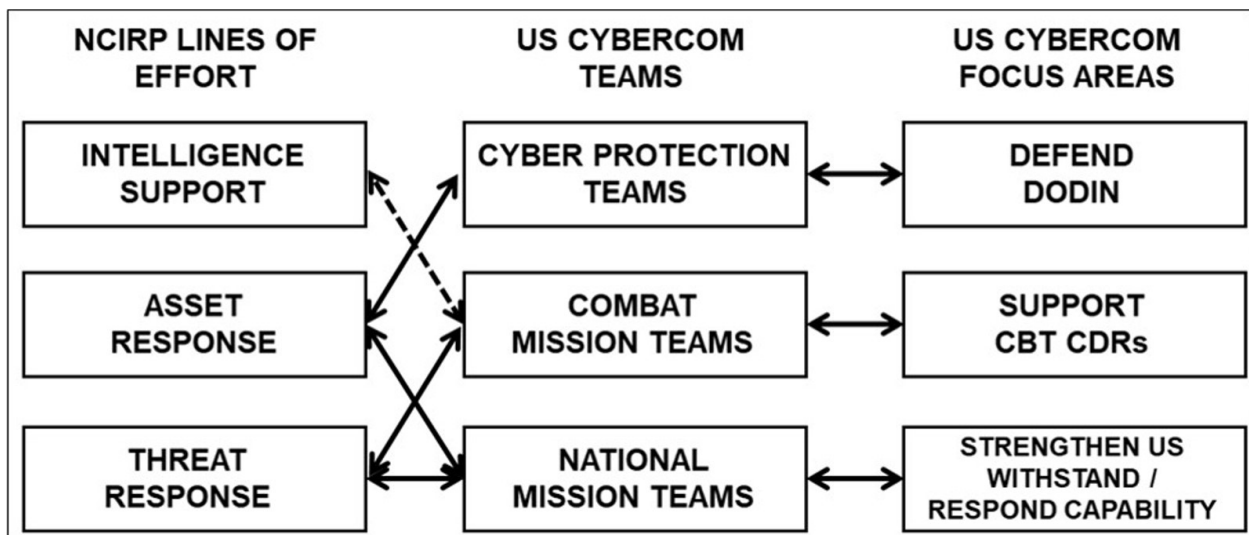 NCIRP LINES OF
EFFORT
US CYBERCOM
TEAMS
US CYBERCOM
FOCUS AREAS
INTELLIGENCE
SUPPORT
CYBER PROTECTION
TEAMS
DEFEND
DODIN
ASSET
RESPONSE
COMBAT
MISSION TEAMS
SUPPORT
CBT CDRs
THREAT
RESPONSE
NATIONAL
MISSION TEAMS
STRENGTHEN US
WITHSTAND /
RESPOND CAPABILITY